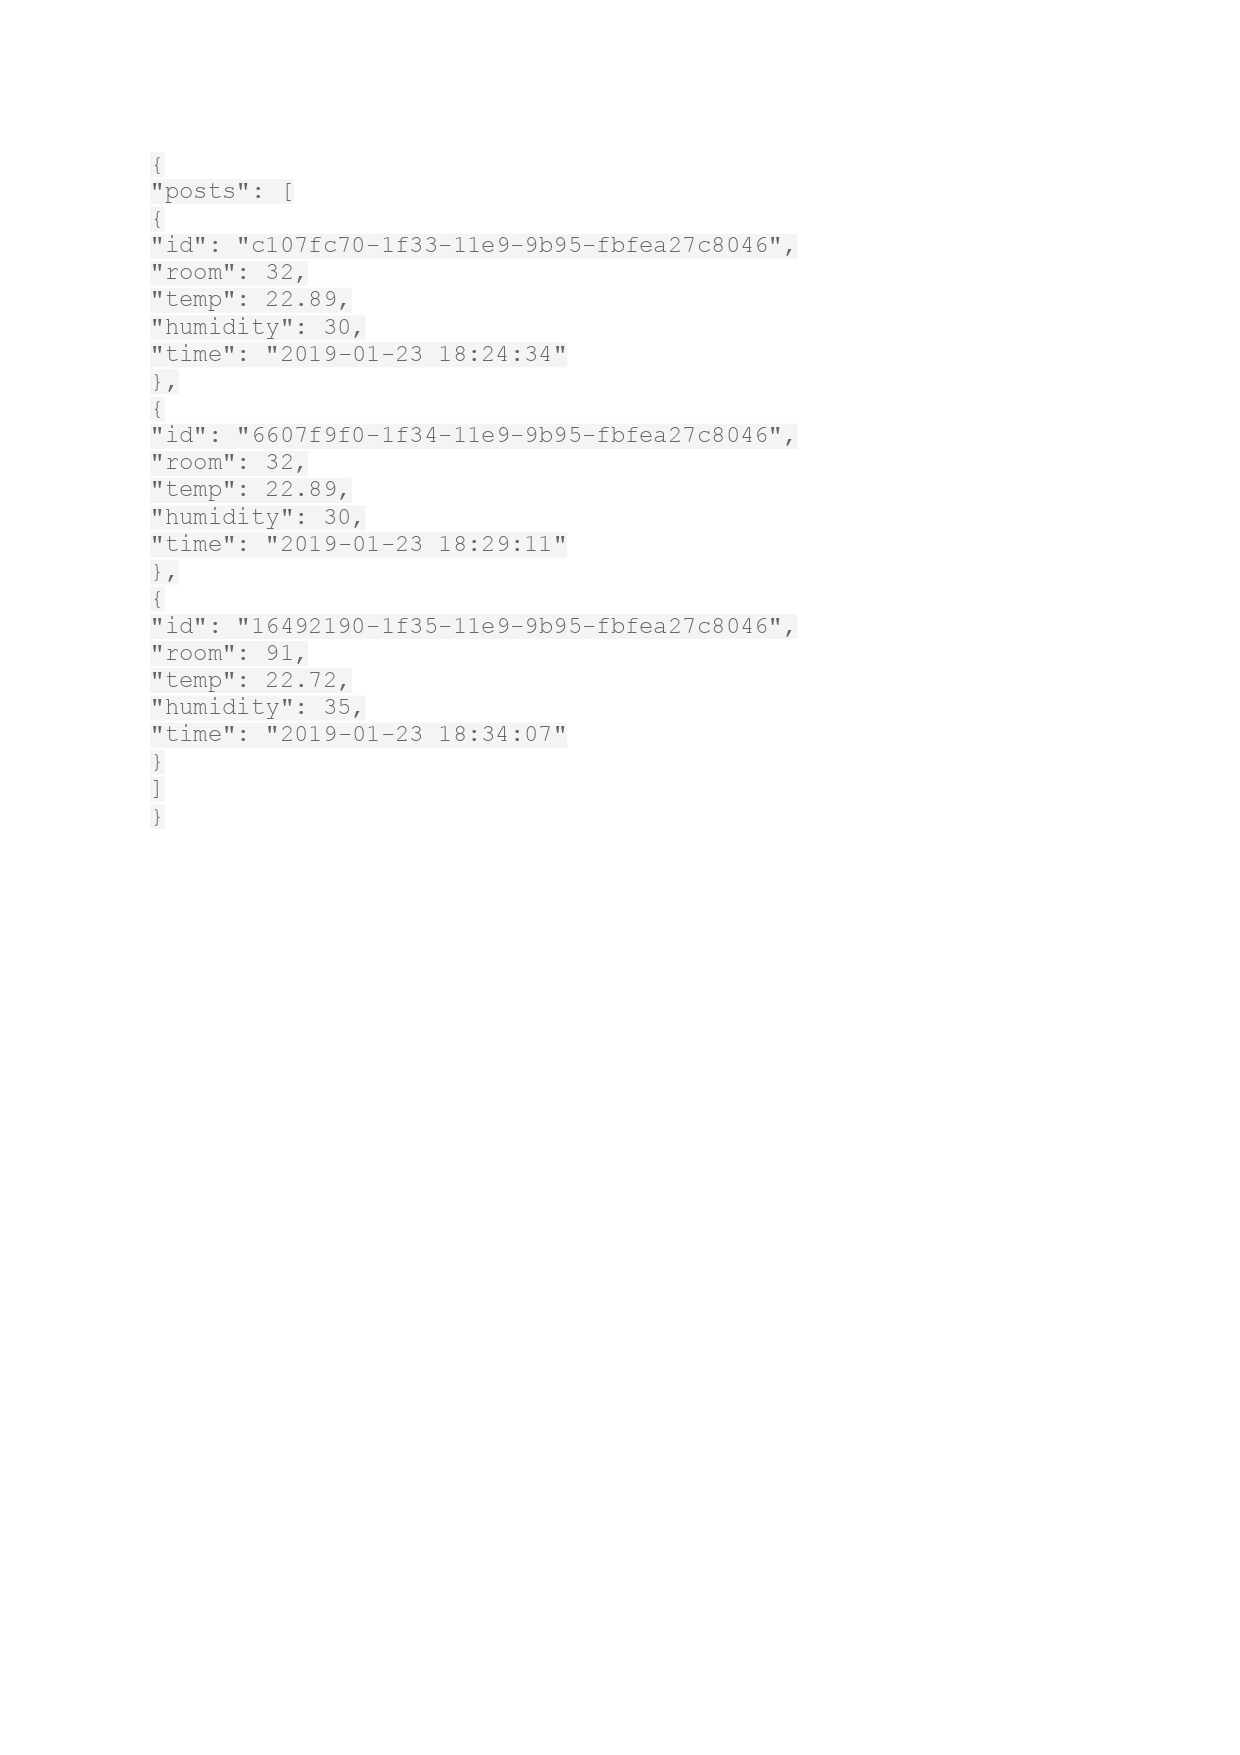 {
"posts": [
{
"id": "c107fc70-1f33-11e9-9b95-fbfea27c8046",
"room": 32,
"temp": 22.89,
"humidity": 30,
"time": "2019-01-23 18:24:34"
},
{
"id": "6607f9f0-1f34-11e9-9b95-fbfea27c8046",
"room": 32,
"temp": 22.89,
"humidity": 30,
"time": "2019-01-23 18:29:11"
},
{
"id": "16492190-1f35-11e9-9b95-fbfea27c8046",
"room": 91,
"temp": 22.72,
"humidity": 35,
"time": "2019-01-23 18:34:07"
}
]
}